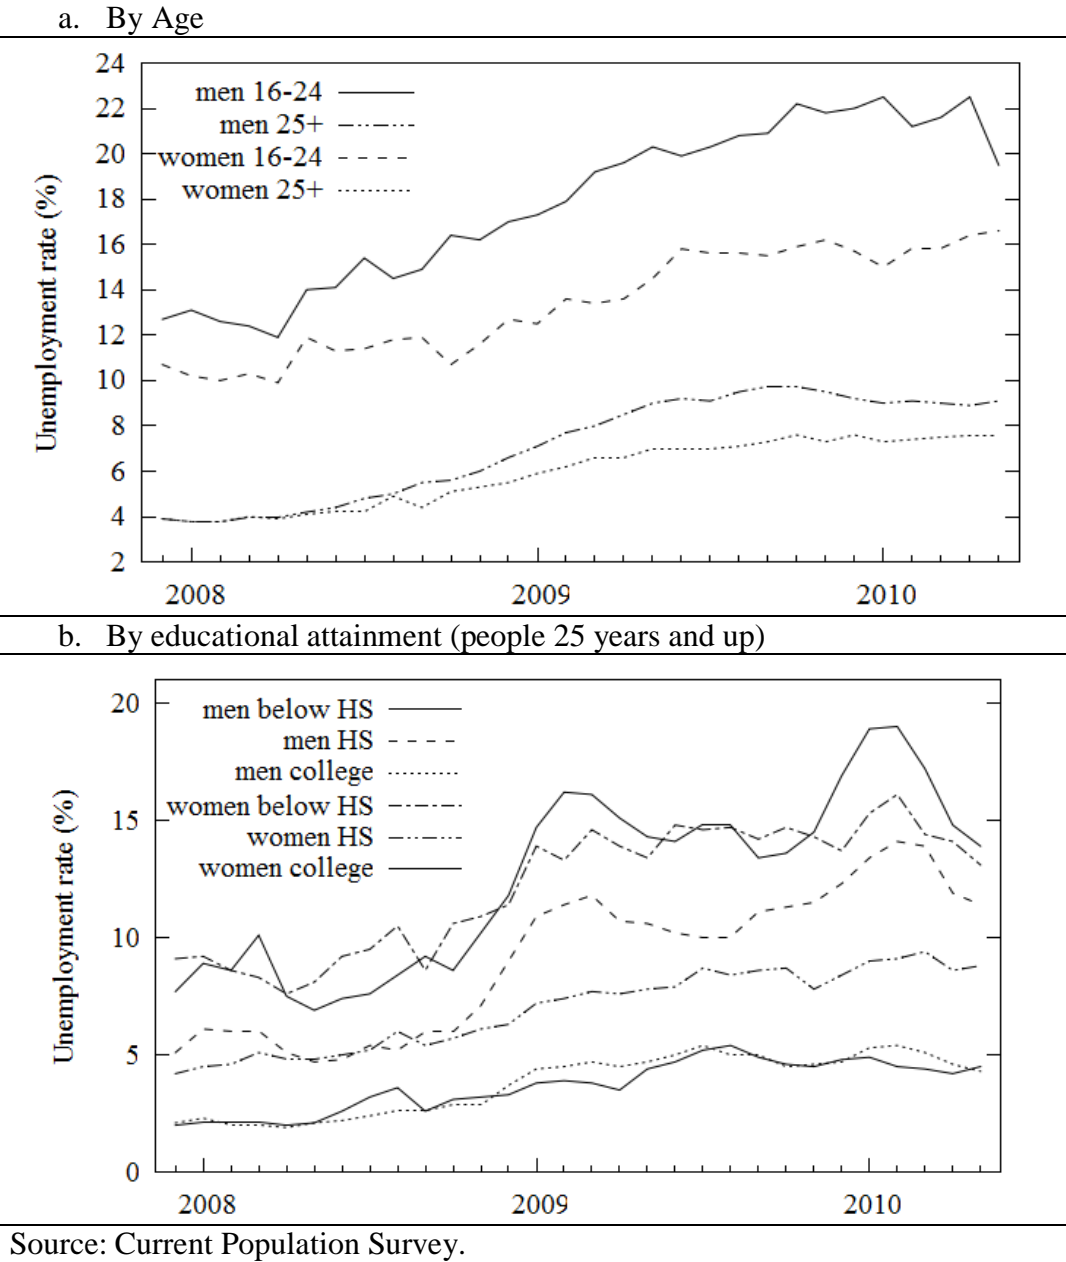 a. By Age
24
22
20
18
16
14
12
10
8
6
4
2
Unemployment rate (%)
men 16-24
men 25+
women 16-24
women 25+
2008 2009 2010
b. By educational attainment (people 25 years and up)
20
15
10
5
0
Unemployment rate (%)
men below HS
men HS
men college
women below HS
women HS
women college
2008 2009 2010
Source: Current Population Survey.